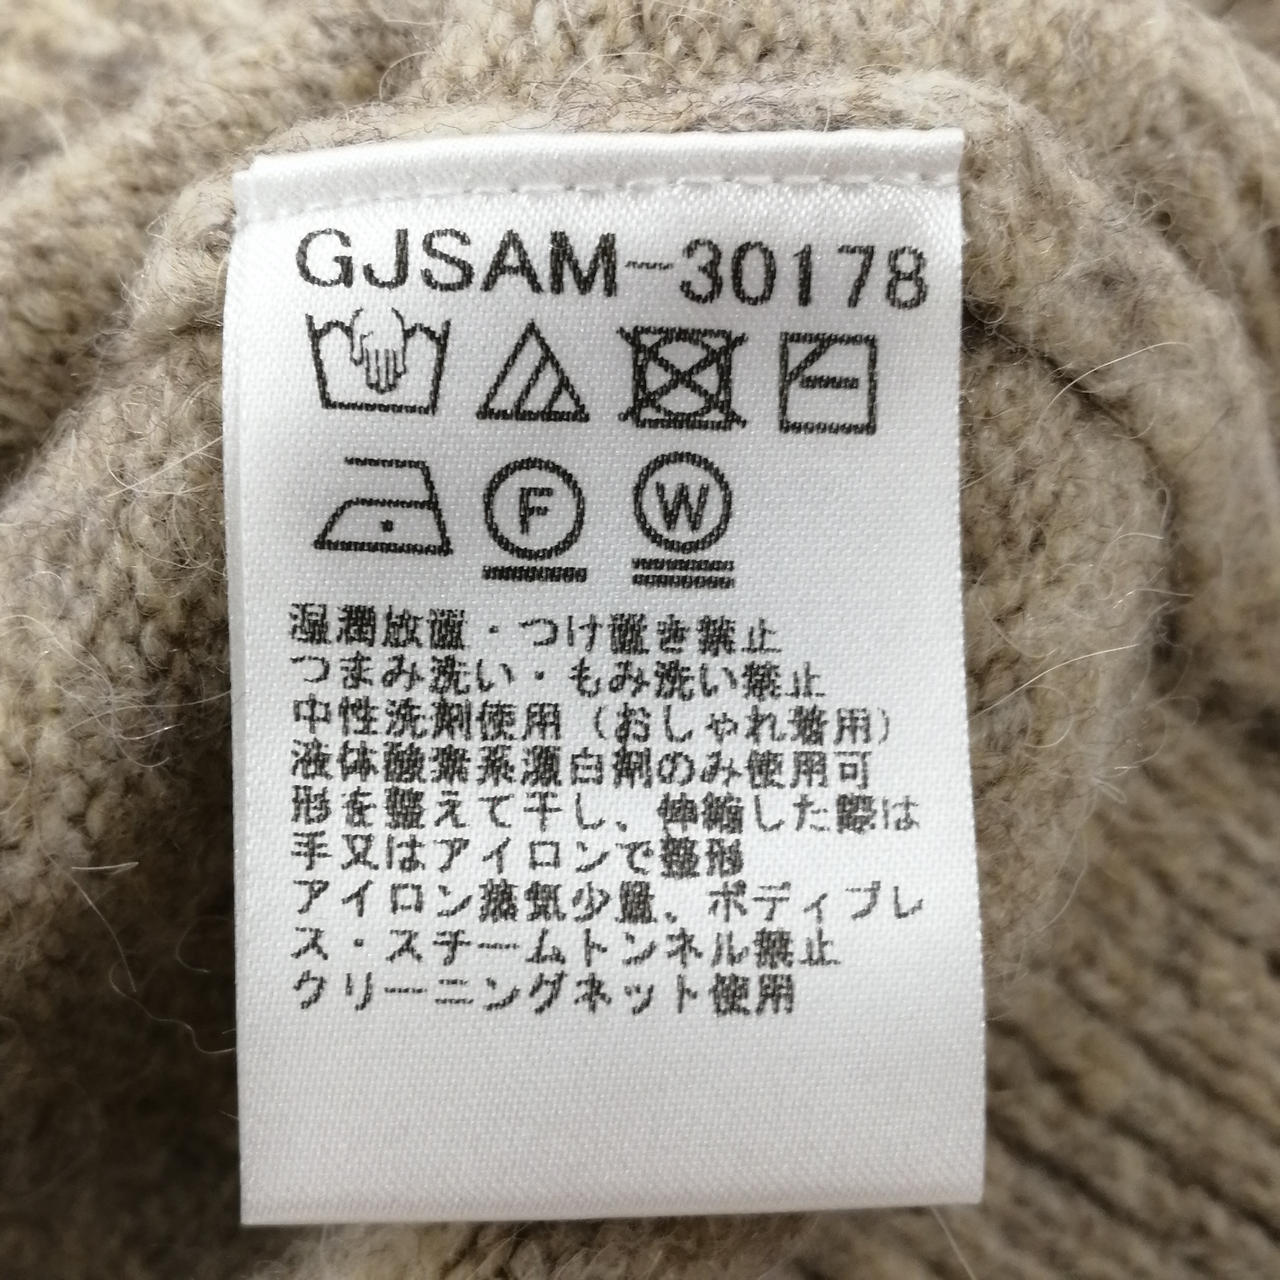 GJSAM-30178
F W
湿潤放置・つけ置き禁止
つまみ洗い・もみ洗い禁止
中性洗剤使用（おしゃれ着用）
液体酸素系漂白剤のみ使用可
形を整えて干し、伸縮した際は
手又はアイロンで整形
アイロン蒸気少量、ボディプレ
ス・スチームトンネル禁止
クリーニングネット使用